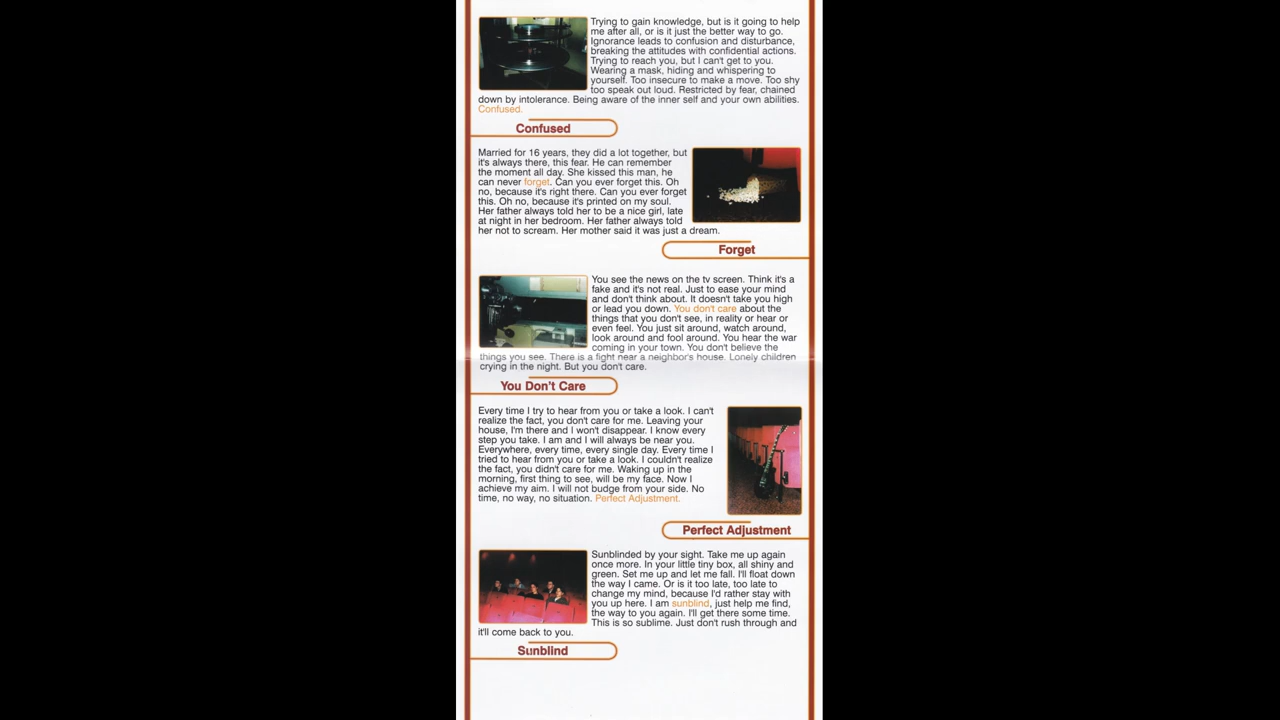 Trying to gain knowledge, but is it going to help
me after all, or is it just the better way to go.
Ignorance leads to confusion and disturbance,
breaking the attitudes with confidential actions.
Trying to reach you, but I can't get to you.
Wearing a mask, hiding and whispering to
yourself. Too insecure to make a move. Too shy
too speak out loud. Restricted by fear, chained
down by intolerance. Being aware of the inner self and your own abilities.
Confused.
Confused
Married for 16 years, they did a lot together, but
it's always there, this fear. He can remember
the moment all day. She kissed this man, he
can never forget. Can you ever forget this. Oh
no, because it's right there. Can you ever forget
this. Oh no, because it's printed on my soul.
Her father always told her to be a nice girl, late
at night in her bedroom. Her father always told
her not to scream. Her mother said it was just a dream.
Forget
You see the news on the tv screen. Think it's a
fake and it's not real. Just to ease your mind
and don't think about. It doesn't take you high
or lead you down. You don't care about the
things that you don't see, in reality or hear or
even feel. You just sit around, watch around,
look around and fool around. You hear the war
coming in your town. You don't believe the
things you see. There is a fight near a neighbor's house. Lonely children
crying in the night. But you don't care.
You Don't Care
Every time I try to hear from you or take a look. I can't
realize the fact, you don't care for me. Leaving your
house, I'm there and I won't disappear. I know every
step you take. I am and I will always be near you.
Everywhere, every time, every single day. Every time I
tried to hear from you or take a look. I couldn't realize
the fact, you didn't care for me. Waking up in the
morning, first thing to see, will be my face. Now I
achieve my aim. I will not budge from your side. No
time, no way, no situation. Perfect Adjustment.
Perfect Adjustment
Sunblinded by your sight. Take me up again
once more. In your little tiny box, all shiny and
green. Set me up and let me fall. I'll float down
the way I came. Or is it too late, too late to
change my mind, because I'd rather stay with
you up here. I am sunblind, just help me find,
the way to you again. I'll get there some time.
This is so sublime. Just don't rush through and
it'll come back to you.
Sunblind